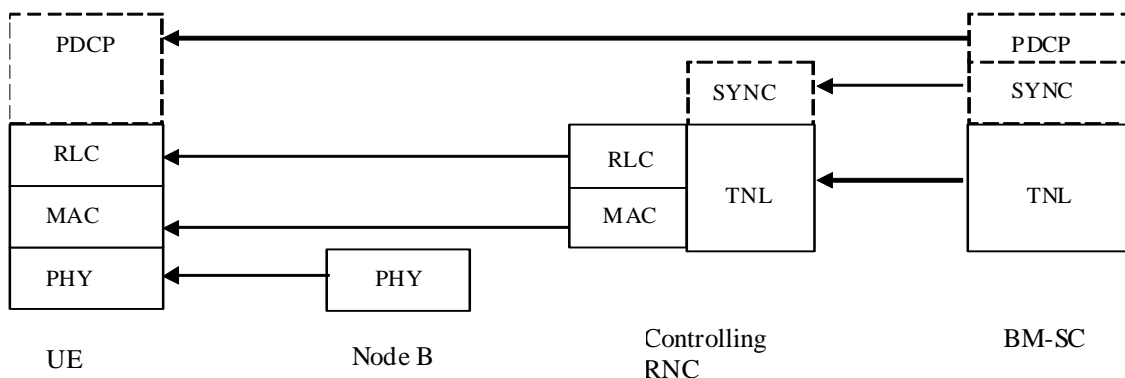 PDCP
PDCP
SYNC
SYNC
RLC
RLC
TNL
TNL
MAC
MAC
PHY
PHY
UE
Node B
Controlling
RNC
BM-SC